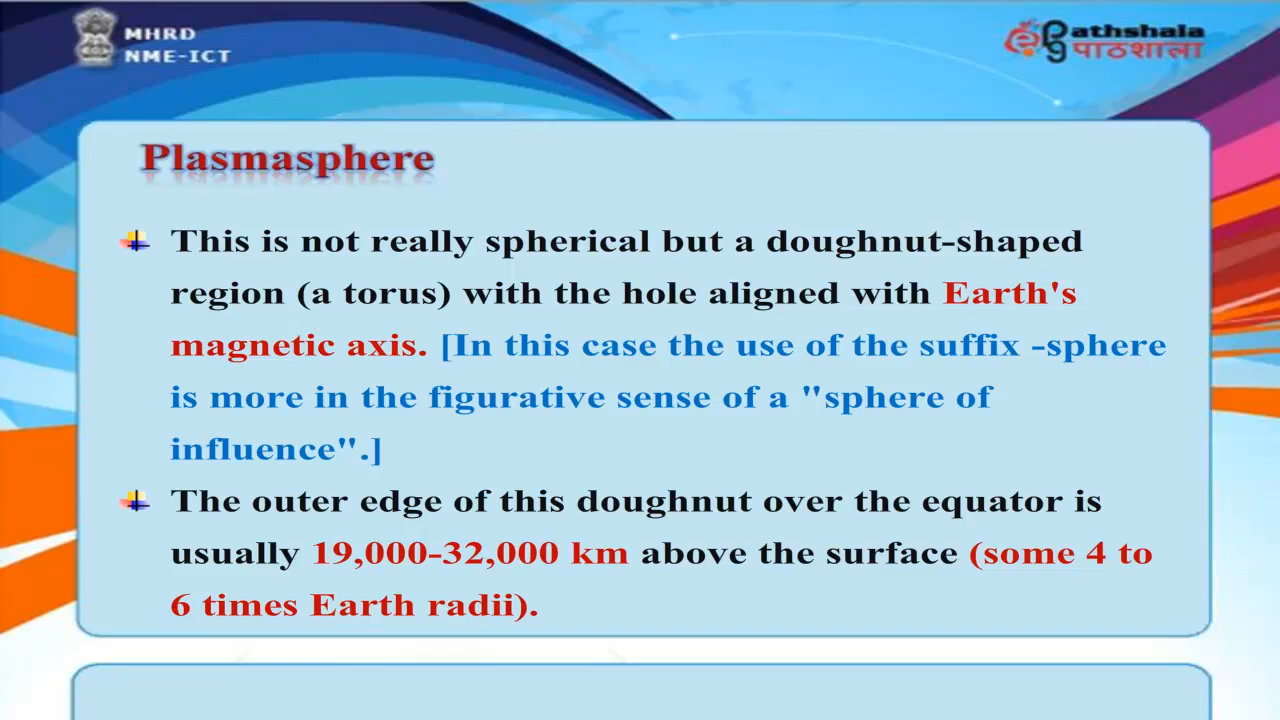 MHRD
NME-ICT
ePG athshala
पाठशाला
Plasmasphere
This is not really spherical but a doughnut-shaped
region (a torus) with the hole aligned with Earth's
magnetic axis. [In this case the use of the suffix -sphere
is more in the figurative sense of a "sphere of
influence".]
The outer edge of this doughnut over the equator is
usually 19,000-32,000 km above the surface (some 4 to
6 times Earth radii).